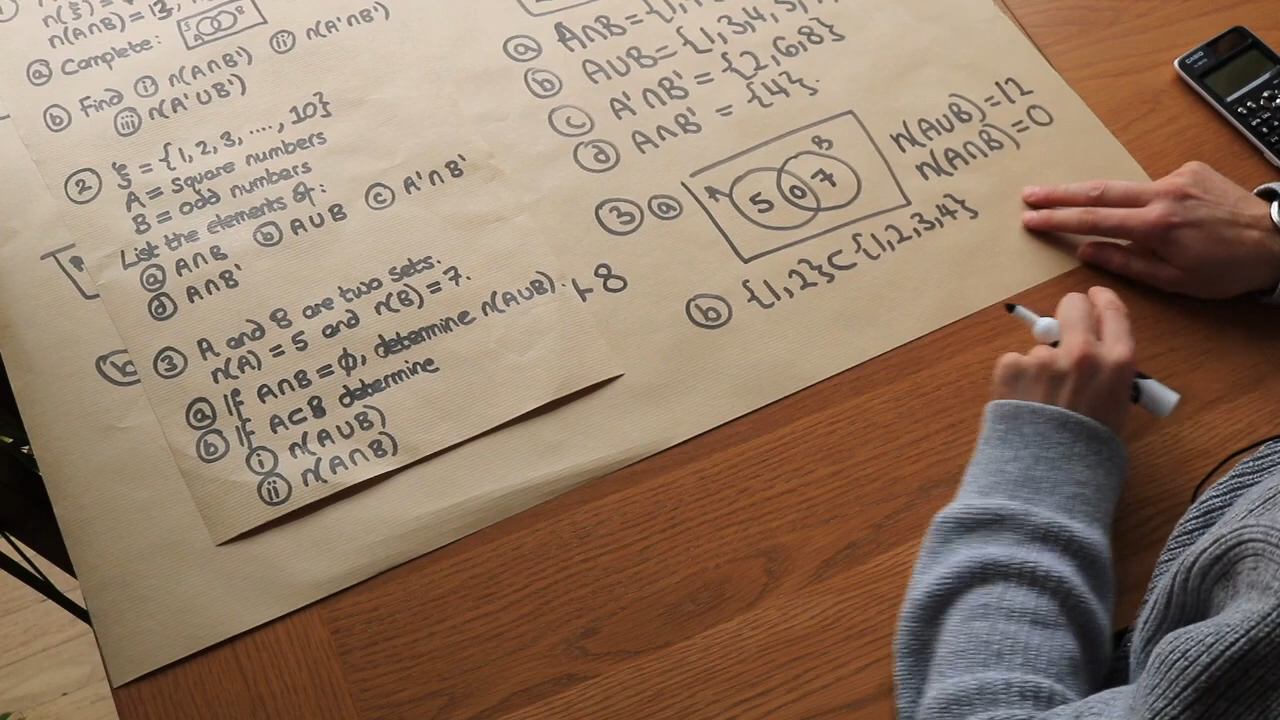 n(A∩B) = 13,
ⓐ Complete: A B
ⓑ Find ⓘ n(A∩B') ⓘⓘ n(A'∩B')
ⓘⓘⓘ n(A'∪B')
② ξ = {1, 2, 3, ...., 10}
A = Square numbers
B = odd numbers
List the elements of:
ⓐ A∩B ⓑ A∪B ⓒ A'∩B'
ⓓ A∩B'
③ A and B are two sets.
n(A) = 5 and n(B) = 7.
ⓐ If A∩B = ϕ, determine n(A∪B).
ⓑ If A⊂B determine
ⓘ n(A∪B)
ⓘⓘ n(A∩B)
8
ⓐ A∩B = {1,
ⓑ A∪B = {1,3,4,5,
ⓒ A'∩B' = {2,6,8}
ⓓ A∩B' = {4}.
③ ⓐ A 5 0 7 B n(A∪B) = 12
n(A∩B) = 0
ⓑ {1,2}⊂{1,2,3,4}
CASIO